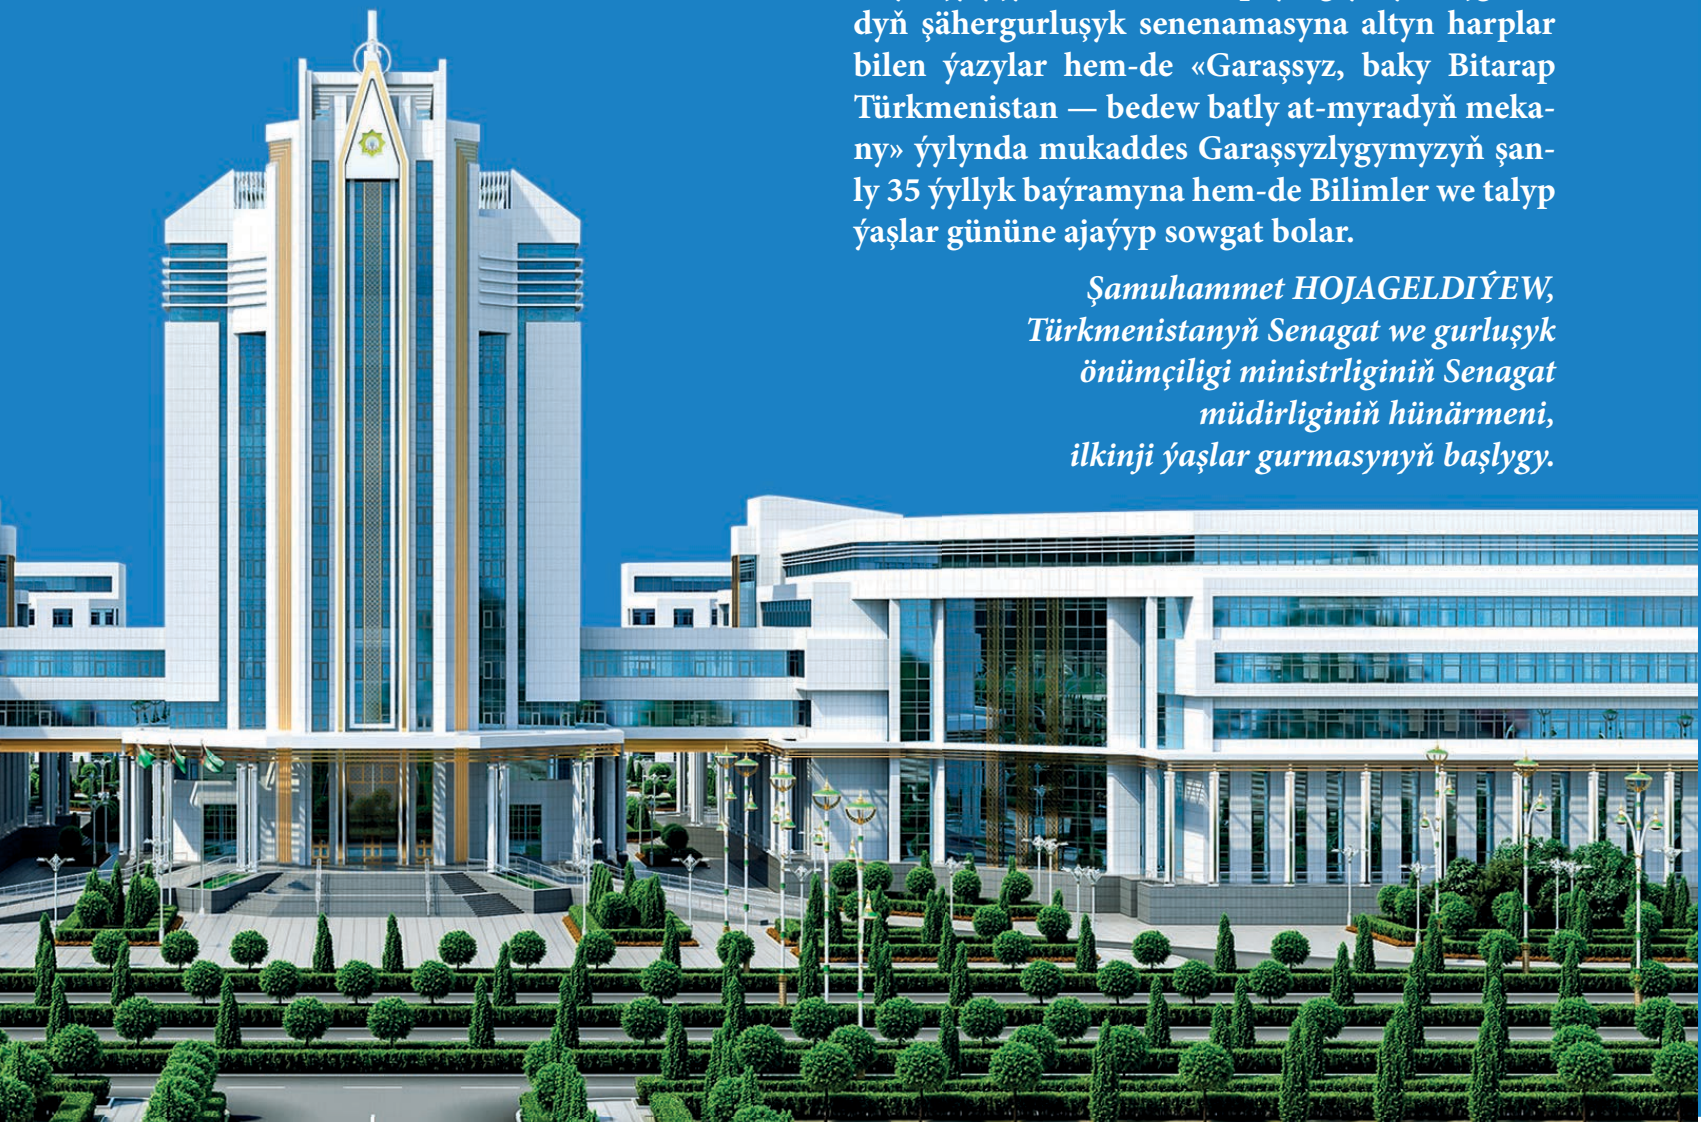 dyň şähergurluşyk senenamasyna altyn harplar
bilen ýazylar hem-de «Garaşsyz, baky Bitarap
Türkmenistan — bedew batly at-myradyň meka-
ny» ýylynda mukaddes Garaşsyzlygymyzyň şan-
ly 35 ýyllyk baýramyna hem-de Bilimler we talyp
ýaşlar gününe ajaýyp sowgat bolar.
Şamuhammet HOJAGELDIÝEW,
Türkmenistanyň Senagat we gurluşyk
önümçiligi ministrliginiň Senagat
müdirliginiň hünärmeni,
ilkinji ýaşlar gurmasynyň başlygy.